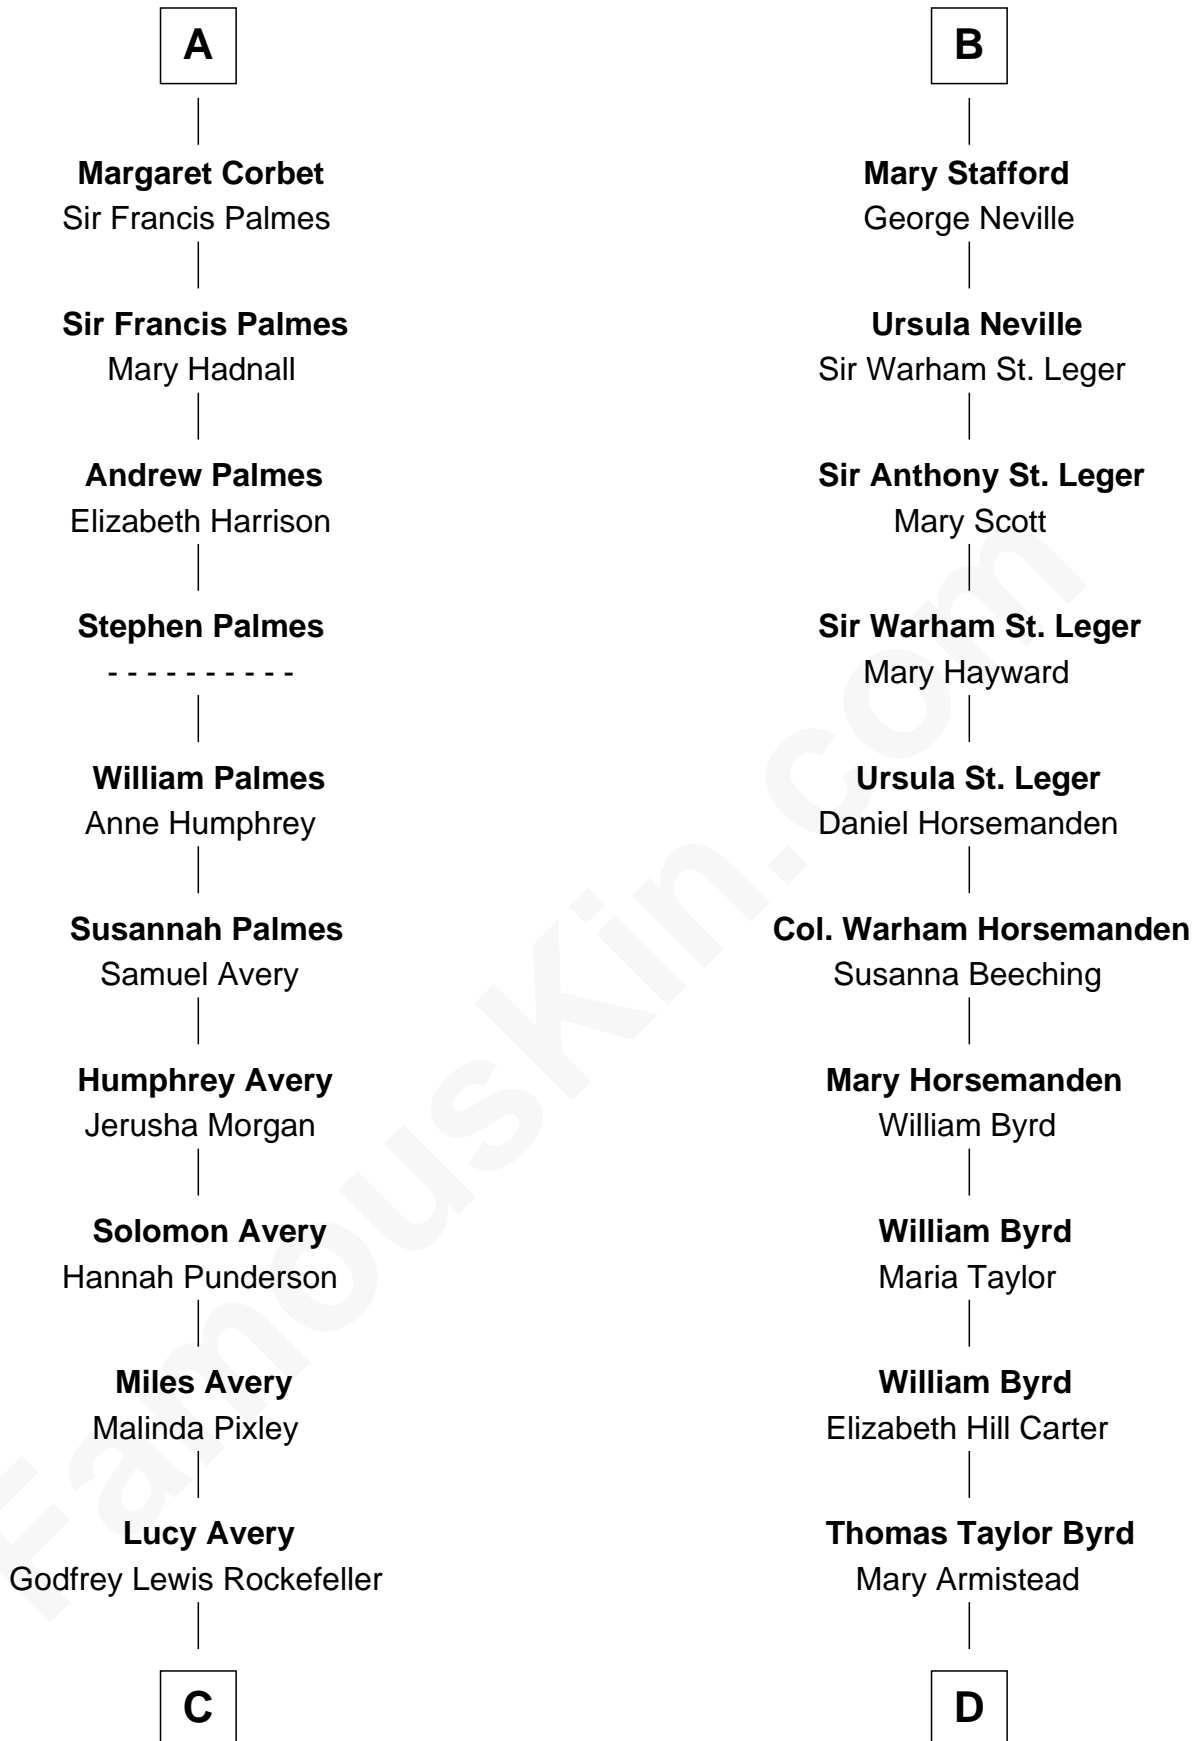 A
Margaret Corbet
Sir Francis Palmes
Sir Francis Palmes
Mary Hadnall
Andrew Palmes
Elizabeth Harrison
Stephen Palmes
- - - - - - - - - -
William Palmes
Anne Humphrey
Susannah Palmes
Samuel Avery
Humphrey Avery
Jerusha Morgan
Solomon Avery
Hannah Punderson
Miles Avery
Malinda Pixley
Lucy Avery
Godfrey Lewis Rockefeller
C
B
Mary Stafford
George Neville
Ursula Neville
Sir Warham St. Leger
Sir Anthony St. Leger
Mary Scott
Sir Warham St. Leger
Mary Hayward
Ursula St. Leger
Daniel Horsemanden
Col. Warham Horsemanden
Susanna Beeching
Mary Horsemanden
William Byrd
William Byrd
Maria Taylor
William Byrd
Elizabeth Hill Carter
Thomas Taylor Byrd
Mary Armistead
D
FamousKin.com